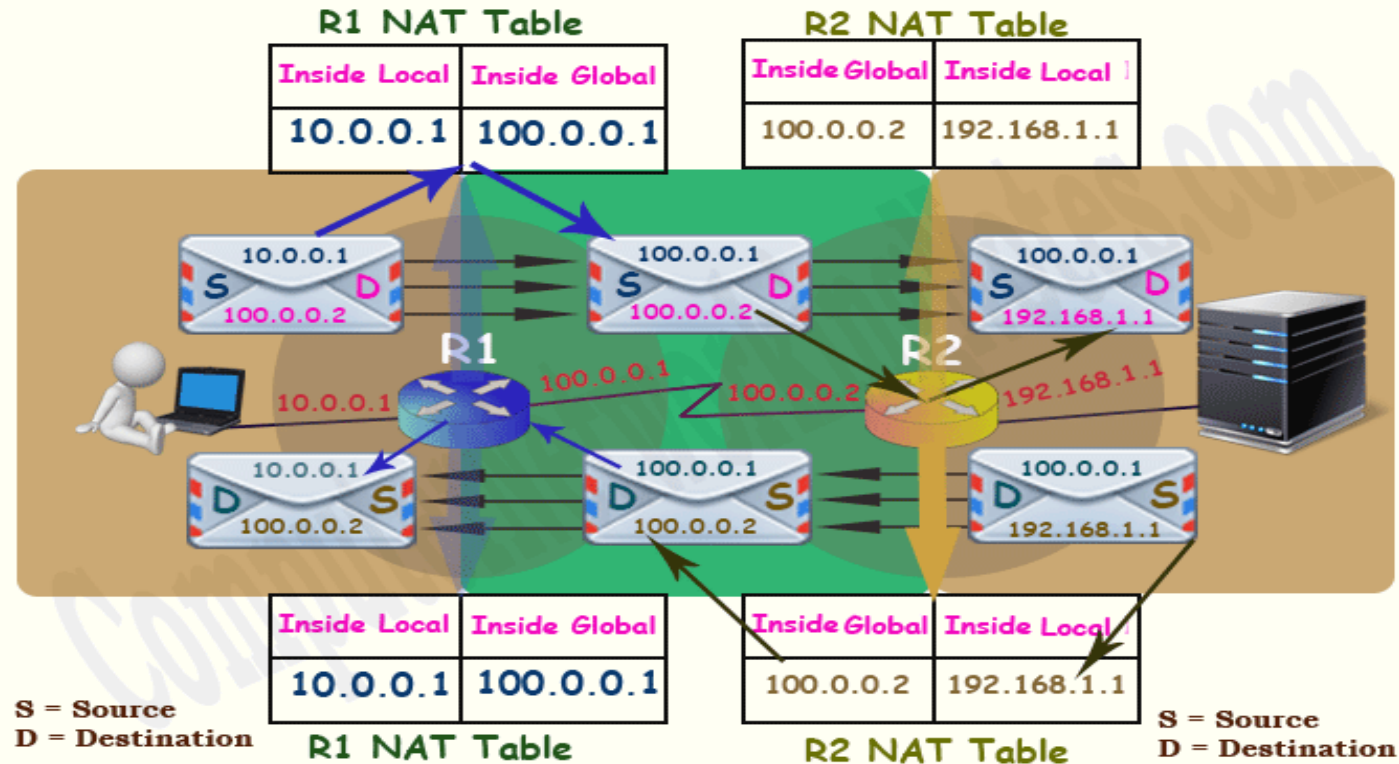 R1 NAT Table
R2 NAT Table
Inside Local Inside Global
Inside Global Inside Local
10.0.0.1 100.0.0.1
100.0.0.2 192.168.1.1
10.0.0.1
S D
100.0.0.2
100.0.0.1
S D
100.0.0.2
100.0.0.1
S D
192.168.1.1
R1
R2
10.0.0.1
100.0.0.1
100.0.0.2
192.168.1.1
10.0.0.1
D S
100.0.0.2
100.0.0.1
D S
100.0.0.2
100.0.0.1
D S
192.168.1.1
Inside Local Inside Global
Inside Global Inside Local
10.0.0.1 100.0.0.1
100.0.0.2 192.168.1.1
S = Source
D = Destination
R1 NAT Table
R2 NAT Table
S = Source
D = Destination